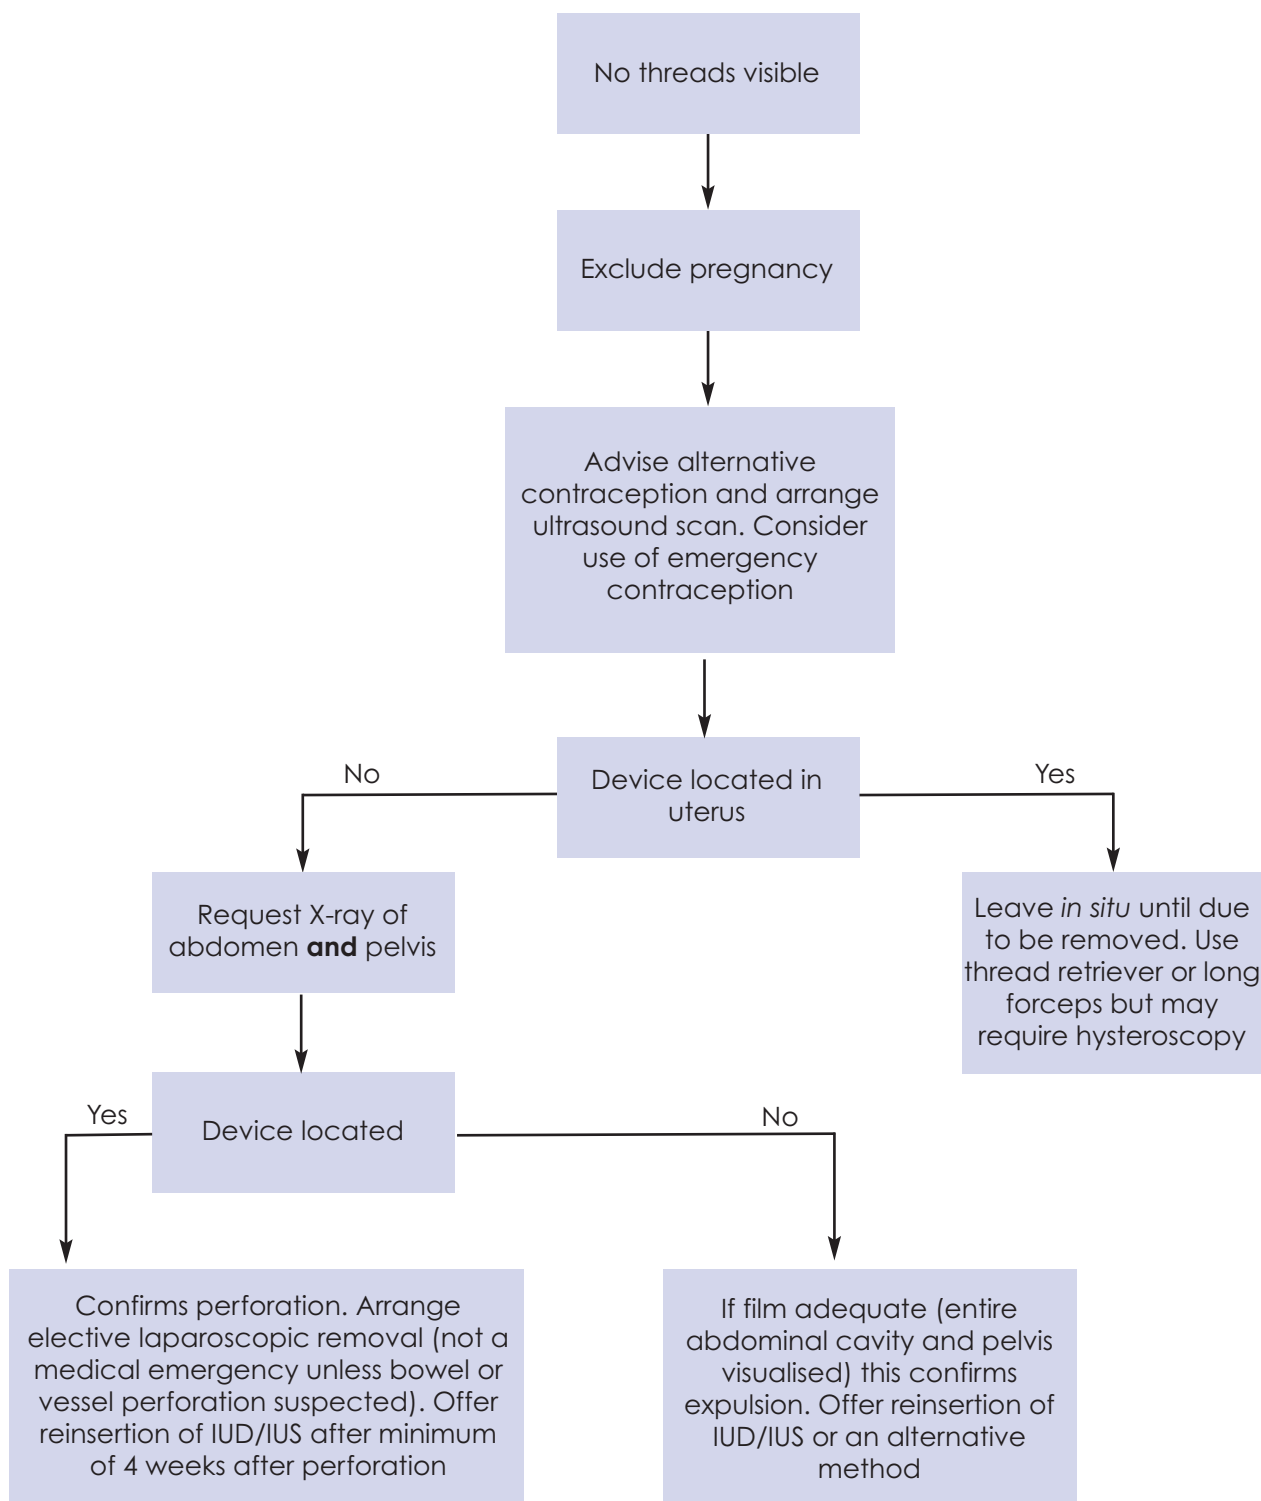 No threads visible
Exclude pregnancy
Advise alternative
contraception and arrange
ultrasound scan. Consider
use of emergency
contraception
No
Device located in
uterus
Yes
Request X-ray of
abdomen and pelvis
Leave in situ until due
to be removed. Use
thread retriever or long
forceps but may
require hysteroscopy
Yes
Device located
No
Confirms perforation. Arrange
elective laparoscopic removal (not a
medical emergency unless bowel or
vessel perforation suspected). Offer
reinsertion of IUD/IUS after minimum
of 4 weeks after perforation
If film adequate (entire
abdominal cavity and pelvis
visualised) this confirms
expulsion. Offer reinsertion of
IUD/IUS or an alternative
method